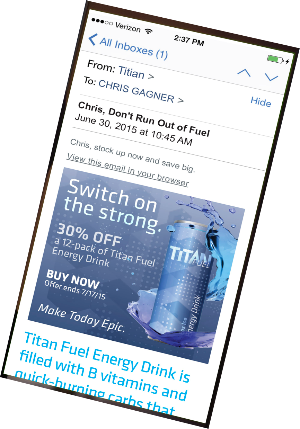 Verizon 2:37 PM
All Inboxes (1)
From: Titian >
To: CHRIS GAGNER > Hide
Chris, Don't Run Out of Fuel
June 30, 2015 at 10:45 AM
Chris, stock up now and save big.
View this email in your browser
Switch on
the strong.
30% OFF
a 12-pack of Titan Fuel
Energy Drink
BUY NOW
Offer ends 7/17/15
Make Today Epic.
TITAN
FUEL
Energy Drink
Titan Fuel Energy Drink is
filled with B vitamins and
quick-burning carbs that